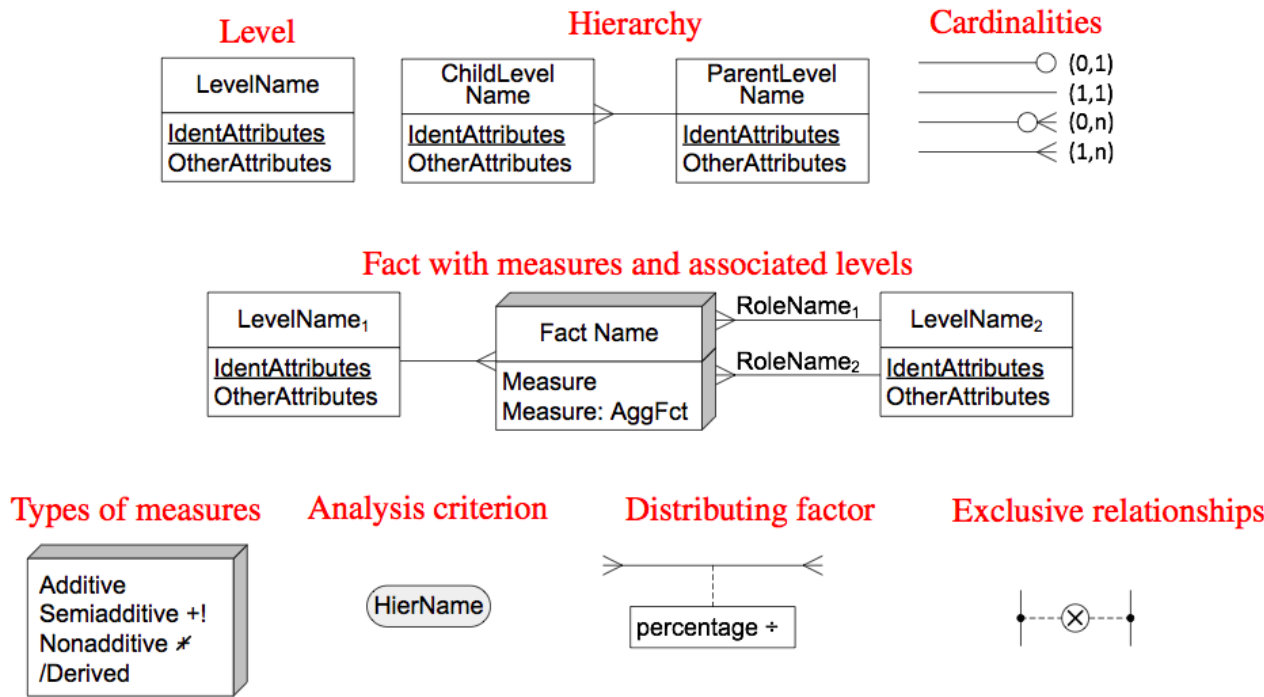 Level
Hierarchy
Cardinalities
LevelName
IdentAttributes
OtherAttributes
ChildLevel
Name
IdentAttributes
OtherAttributes
ParentLevel
Name
IdentAttributes
OtherAttributes
(0,1)
(1,1)
(0,n)
(1,n)
Fact with measures and associated levels
LevelName₁
IdentAttributes
OtherAttributes
Fact Name
Measure
Measure: AggFct
RoleName₁
RoleName₂
LevelName₂
IdentAttributes
OtherAttributes
Types of measures
Analysis criterion
Distributing factor
Exclusive relationships
Additive
Semiadditive +!
Nonadditive +̸
/Derived
HierName
percentage ÷